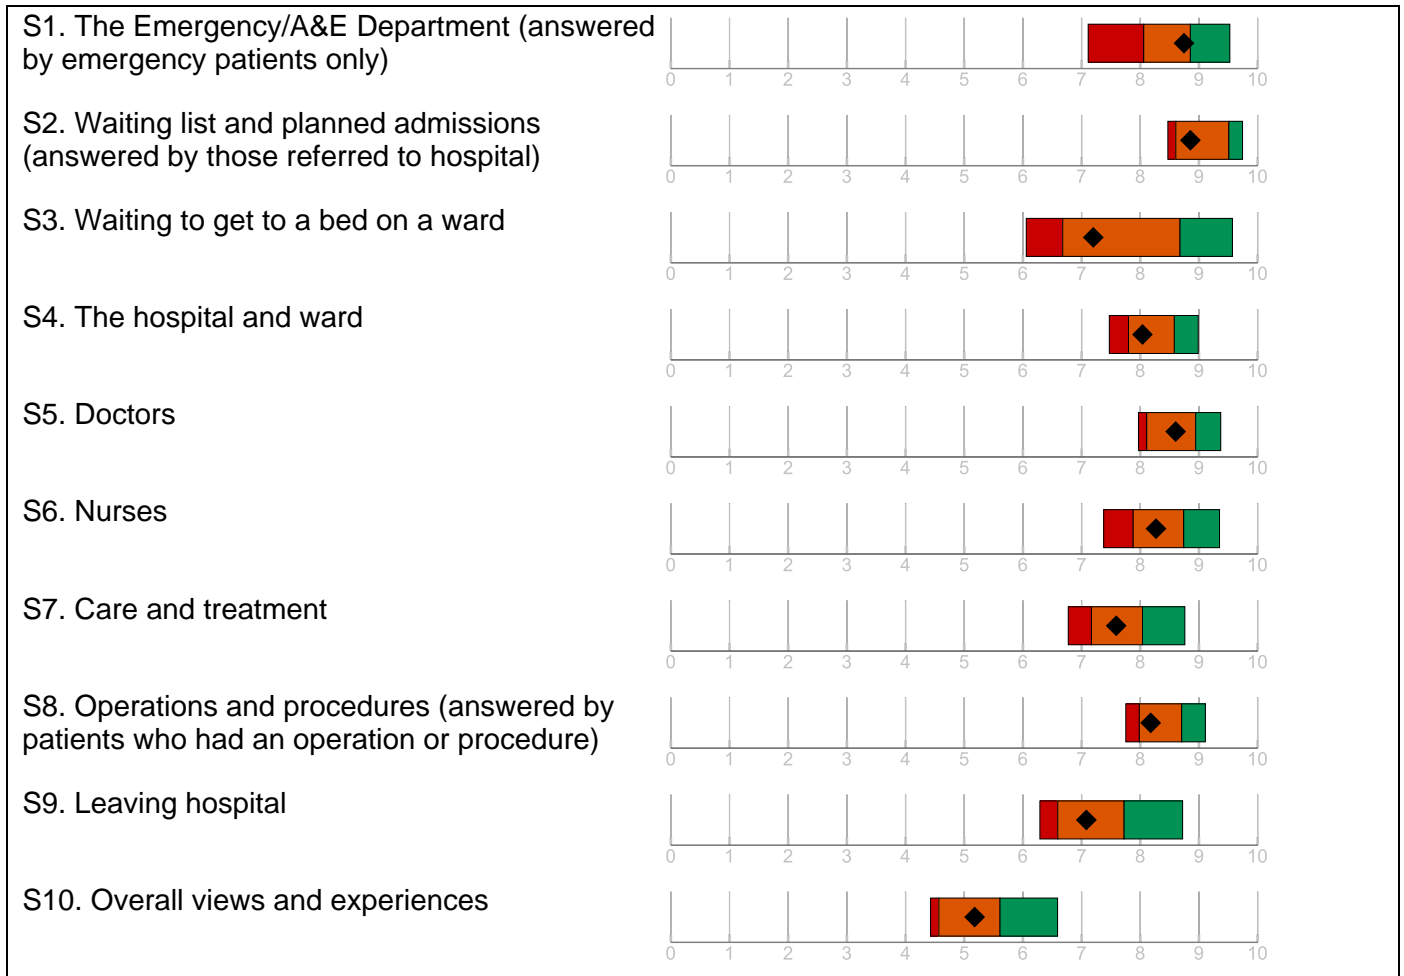 S1. The Emergency/A&E Department (answered
by emergency patients only)
0 1 2 3 4 5 6 7 8 9 10
S2. Waiting list and planned admissions
(answered by those referred to hospital)
0 1 2 3 4 5 6 7 8 9 10
S3. Waiting to get to a bed on a ward
0 1 2 3 4 5 6 7 8 9 10
S4. The hospital and ward
0 1 2 3 4 5 6 7 8 9 10
S5. Doctors
0 1 2 3 4 5 6 7 8 9 10
S6. Nurses
0 1 2 3 4 5 6 7 8 9 10
S7. Care and treatment
0 1 2 3 4 5 6 7 8 9 10
S8. Operations and procedures (answered by
patients who had an operation or procedure)
0 1 2 3 4 5 6 7 8 9 10
S9. Leaving hospital
0 1 2 3 4 5 6 7 8 9 10
S10. Overall views and experiences
0 1 2 3 4 5 6 7 8 9 10